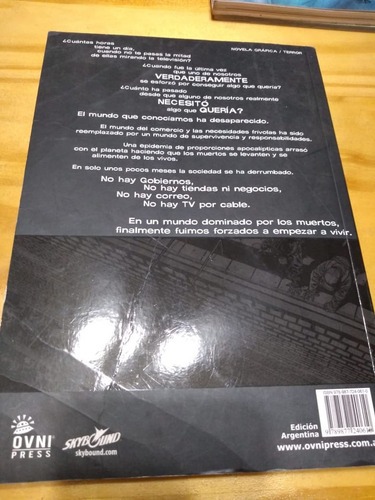 NOVELA GRÁFICA / TERROR
¿Cuántas horas
tiene un día,
cuando no te pasas la mitad
de ellas mirando la televisión?
¿Cuándo fue la última vez
que uno de nosotros
VERDADERAMENTE
se esforzó por conseguir algo que quería?
¿Cuánto ha pasado
desde que alguno de nosotros realmente
NECESITÓ
algo que QUERÍA?
El mundo que conocíamos ha desaparecido.
El mundo del comercio y las necesidades frívolas ha sido
reemplazado por un mundo de supervivencia y responsabilidades.
Una epidemia de proporciones apocalípticas arrasó
con el planeta haciendo que los muertos se levanten y se
alimenten de los vivos.
En solo unos pocos meses la sociedad se ha derrumbado.
No hay Gobiernos,
No hay tiendas ni negocios,
No hay correo,
No hay TV por cable.
En un mundo dominado por los muertos,
finalmente fuimos forzados a empezar a vivir.
OVNI
PRESS
SKYBOUND
skybound.com
Edición
Argentina
www.ovnipress.com.a